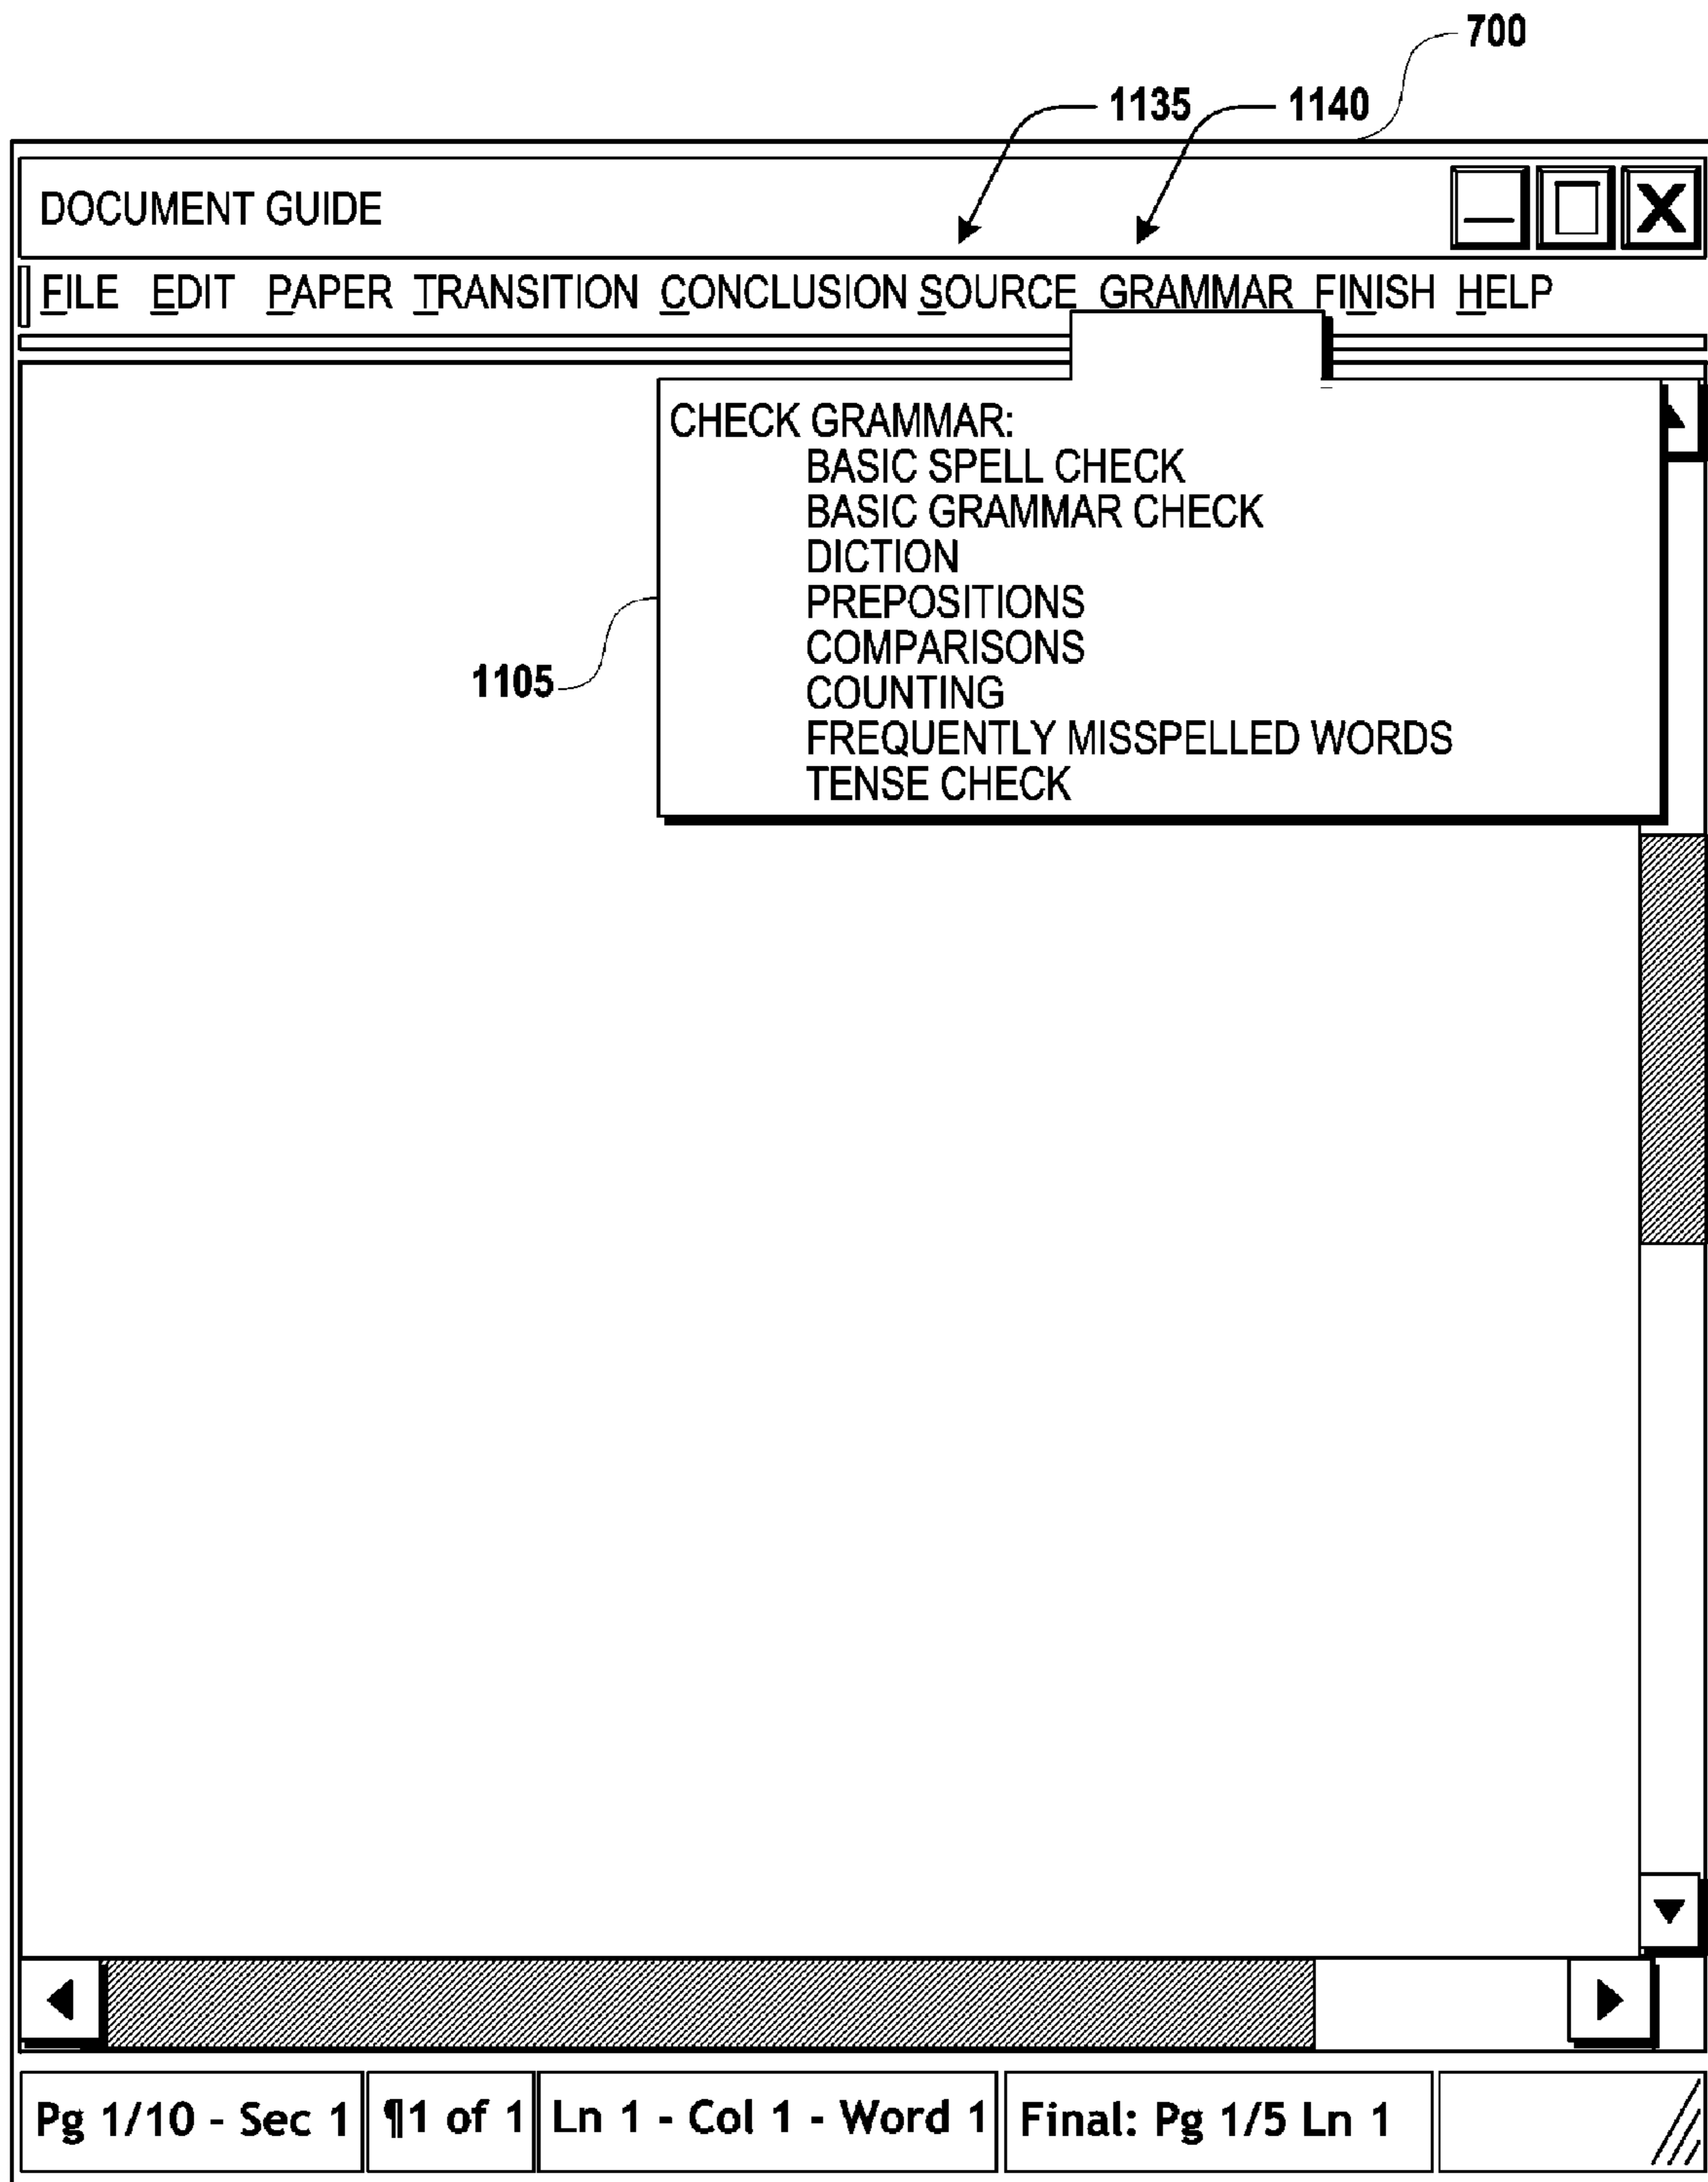 700
1135 1140
DOCUMENT GUIDE
FILE EDIT PAPER TRANSITION CONCLUSION SOURCE GRAMMAR FINISH HELP
CHECK GRAMMAR:
BASIC SPELL CHECK
BASIC GRAMMAR CHECK
DICTION
PREPOSITIONS
COMPARISONS
COUNTING
FREQUENTLY MISSPELLED WORDS
TENSE CHECK
1105
Pg 1/10 - Sec 1 ¶1 of 1 Ln 1 - Col 1 - Word 1 Final: Pg 1/5 Ln 1